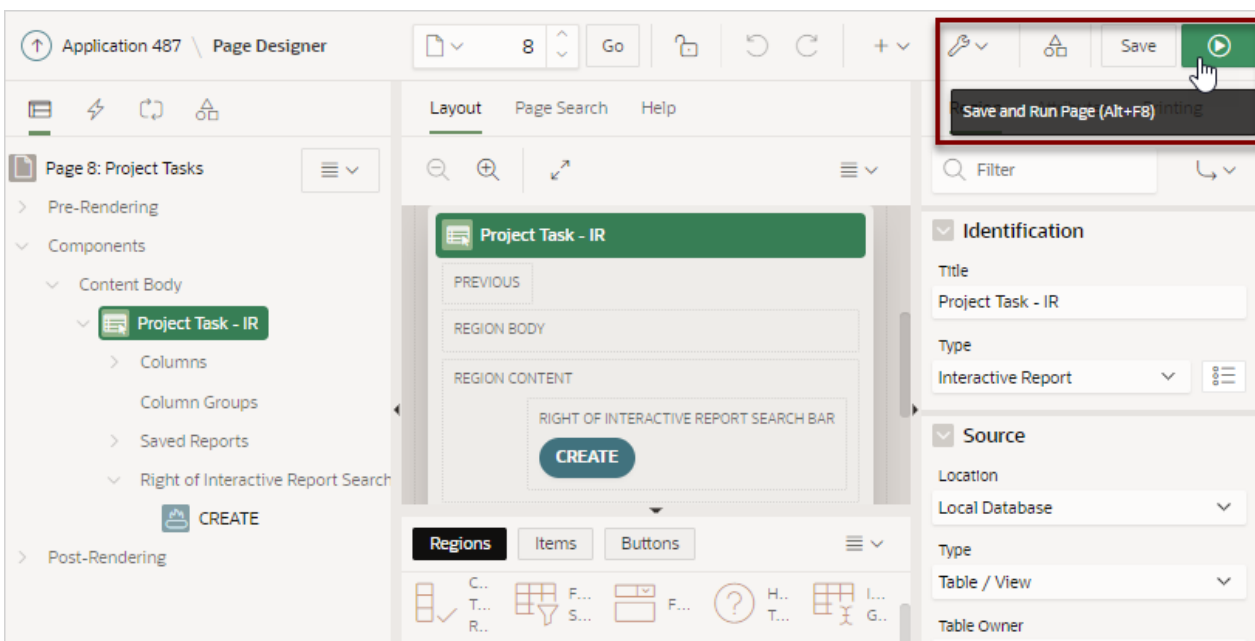 Application 487 \ Page Designer
8
Go
Save
Save and Run Page (Alt+F8)
Layout Page Search Help
Page 8: Project Tasks
Pre-Rendering
Components
Content Body
Project Task - IR
Columns
Column Groups
Saved Reports
Right of Interactive Report Search
CREATE
Post-Rendering
Project Task - IR
PREVIOUS
REGION BODY
REGION CONTENT
RIGHT OF INTERACTIVE REPORT SEARCH BAR
CREATE
Regions Items Buttons
C..
T...
R..
F...
S...
F...
H..
T...
I...
G..
Filter
Identification
Title
Project Task - IR
Type
Interactive Report
Source
Location
Local Database
Type
Table / View
Table Owner